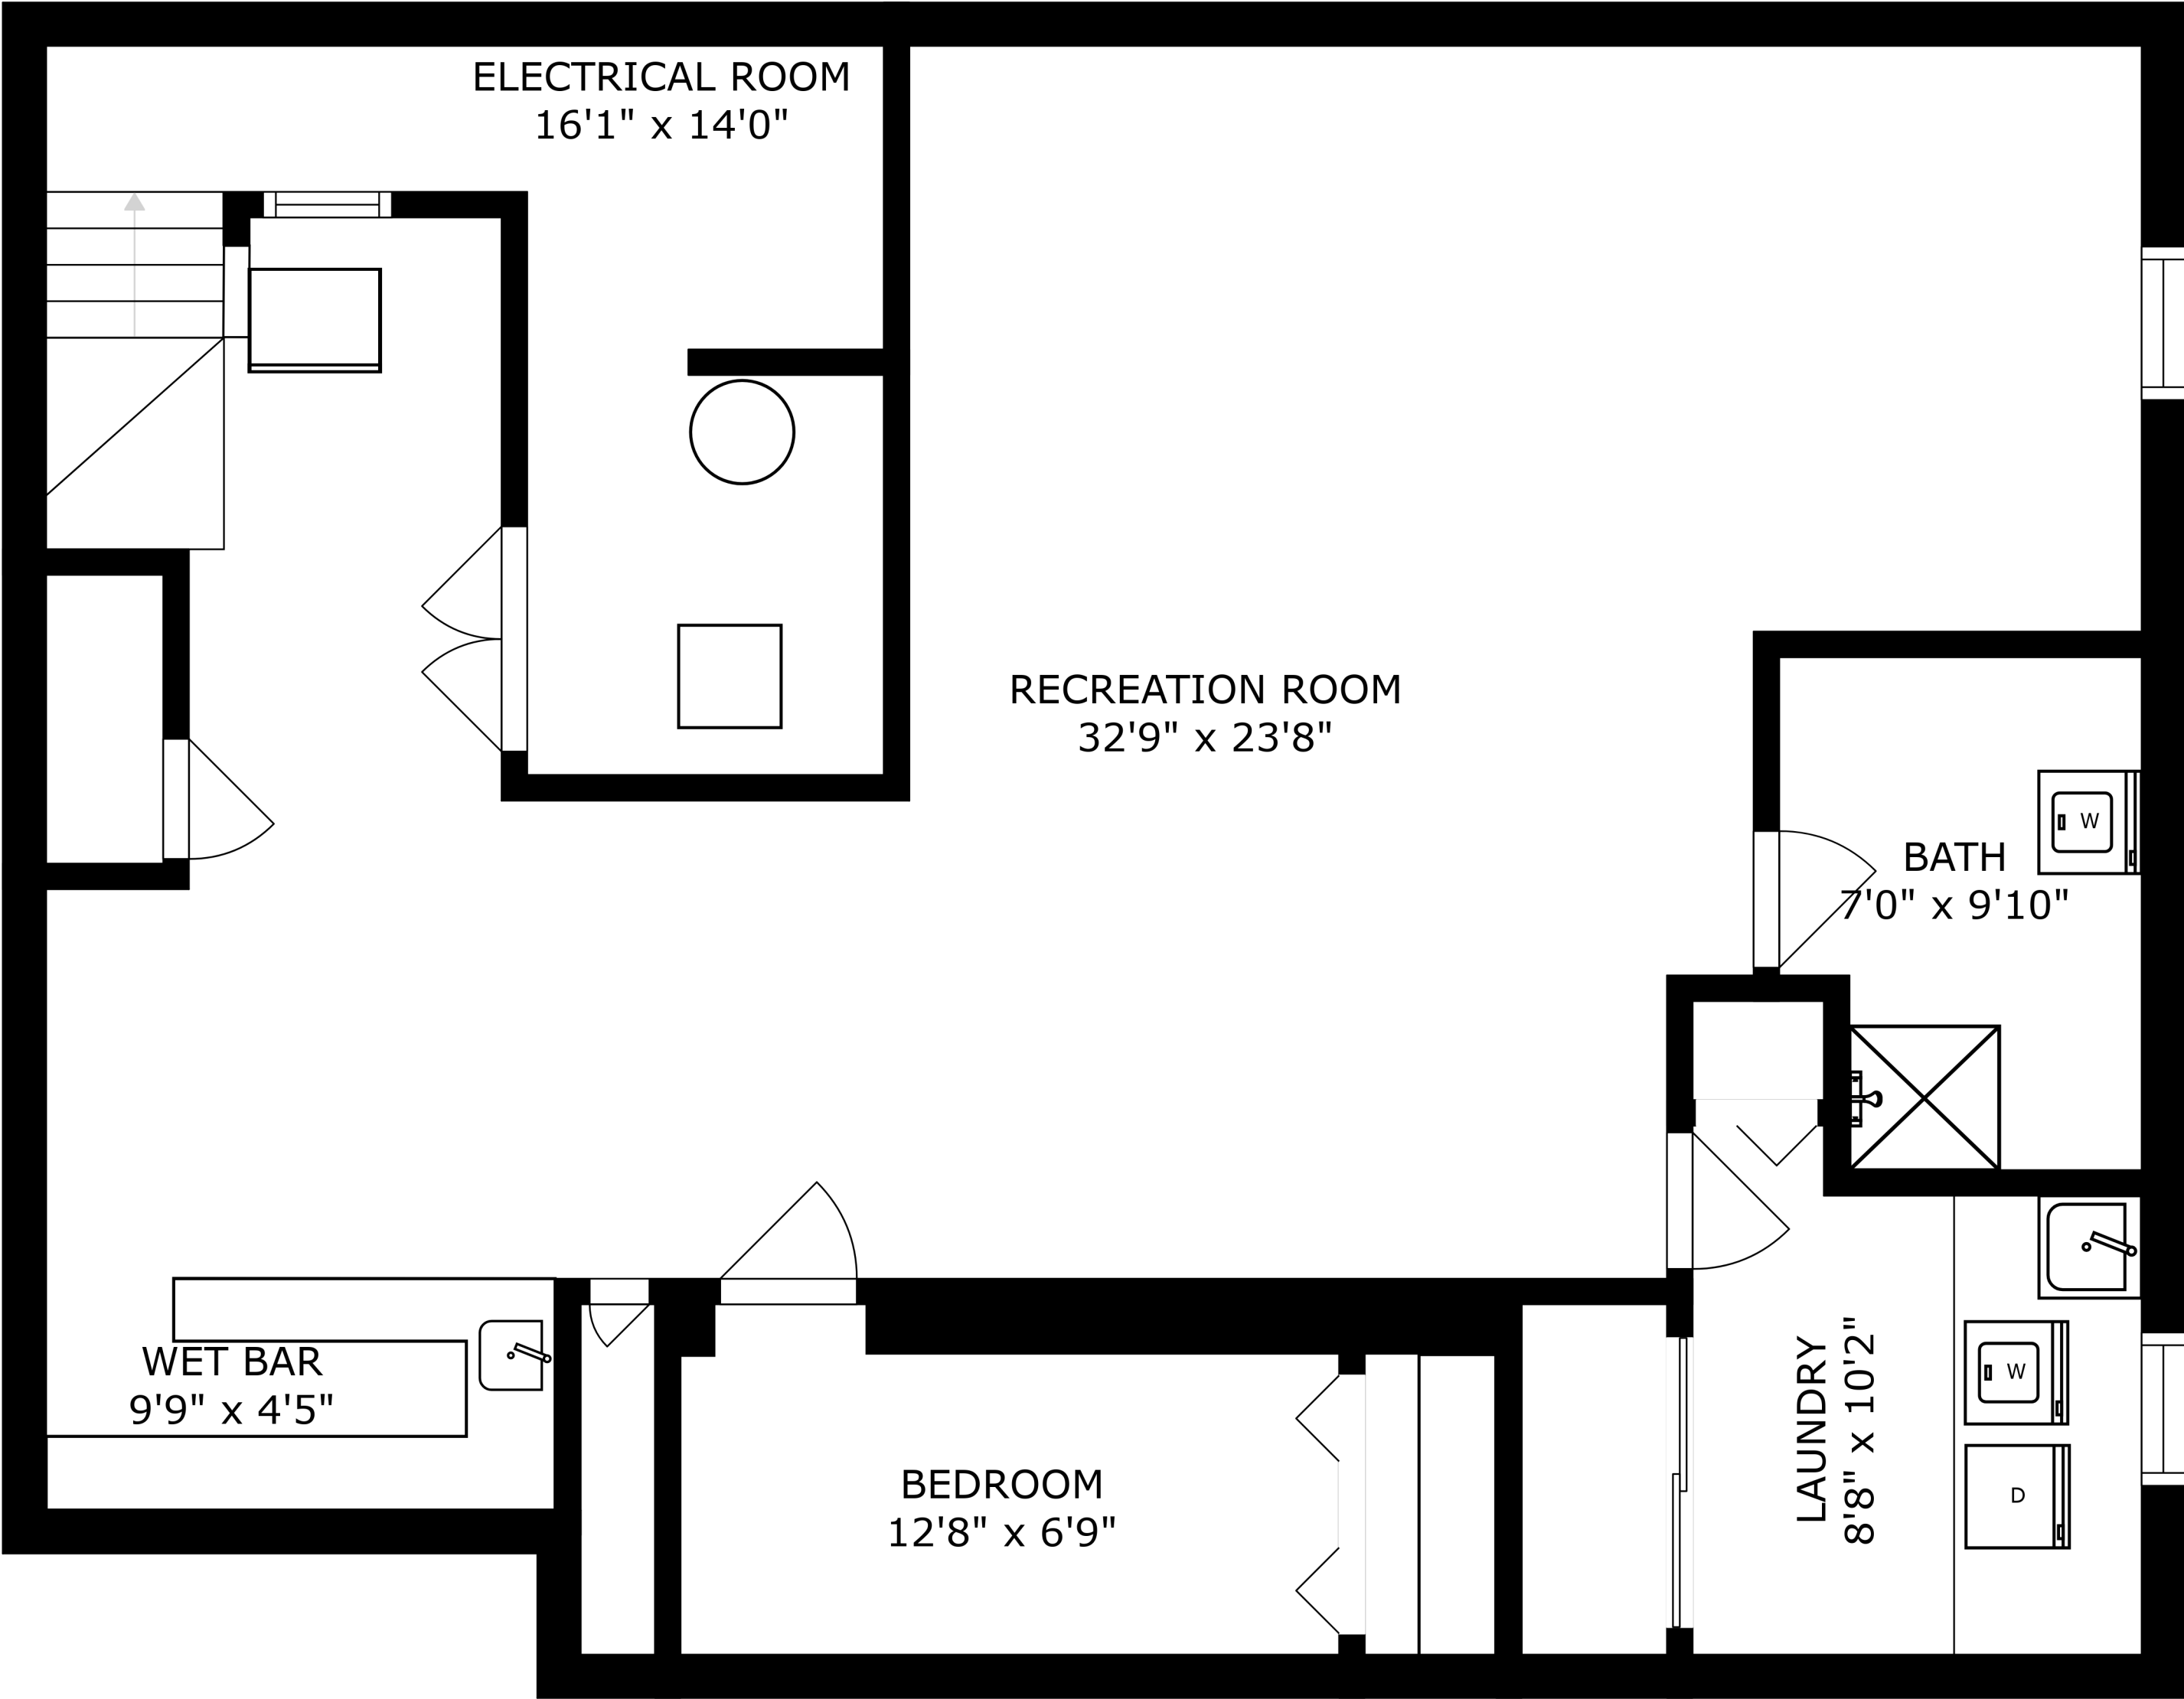 ELECTRICAL ROOM
16'1" x 14'0"
RECREATION ROOM
32'9" x 23'8"
W
BATH
7'0" x 9'10"
WET BAR
9'9" x 4'5"
BEDROOM
12'8" x 6'9"
LAUNDRY
8'8" x 10'2"
W
D